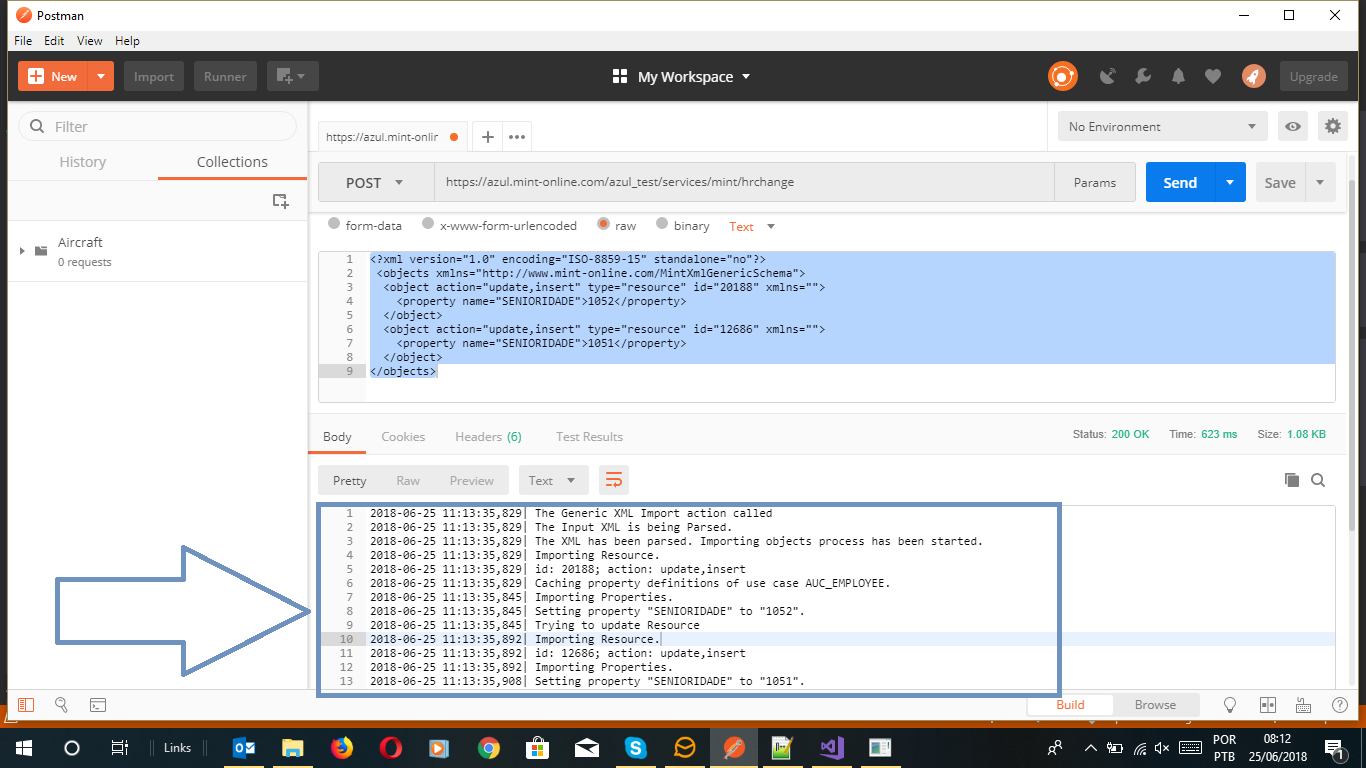 Postman
File Edit View Help
New Import Runner My Workspace Upgrade
Filter
History Collections
Aircraft
0 requests
https://azul.mint-onlin
No Environment
POST https://azul.mint-online.com/azul_test/services/mint/hrchange Params Send Save
form-data x-www-form-urlencoded raw binary Text
1 <?xml version="1.0" encoding="ISO-8859-15" standalone="no"?>
2 <objects xmlns="http://www.mint-online.com/MintXmlGenericSchema">
3 <object action="update,insert" type="resource" id="20188" xmlns="">
4 <property name="SENIORIDADE">1052</property>
5 </object>
6 <object action="update,insert" type="resource" id="12686" xmlns="">
7 <property name="SENIORIDADE">1051</property>
8 </object>
9 </objects>
Body Cookies Headers (6) Test Results Status: 200 OK Time: 623 ms Size: 1.08 KB
Pretty Raw Preview Text
1 2018-06-25 11:13:35,829| The Generic XML Import action called
2 2018-06-25 11:13:35,829| The Input XML is being Parsed.
3 2018-06-25 11:13:35,829| The XML has been parsed. Importing objects process has been started.
4 2018-06-25 11:13:35,829| Importing Resource.
5 2018-06-25 11:13:35,829| id: 20188; action: update,insert
6 2018-06-25 11:13:35,829| Caching property definitions of use case AUC_EMPLOYEE.
7 2018-06-25 11:13:35,845| Importing Properties.
8 2018-06-25 11:13:35,845| Setting property "SENIORIDADE" to "1052".
9 2018-06-25 11:13:35,845| Trying to update Resource
10 2018-06-25 11:13:35,892| Importing Resource.
11 2018-06-25 11:13:35,892| id: 12686; action: update,insert
12 2018-06-25 11:13:35,892| Importing Properties.
13 2018-06-25 11:13:35,908| Setting property "SENIORIDADE" to "1051".
Build Browse
Links
POR 08:12
PTB 25/06/2018 1